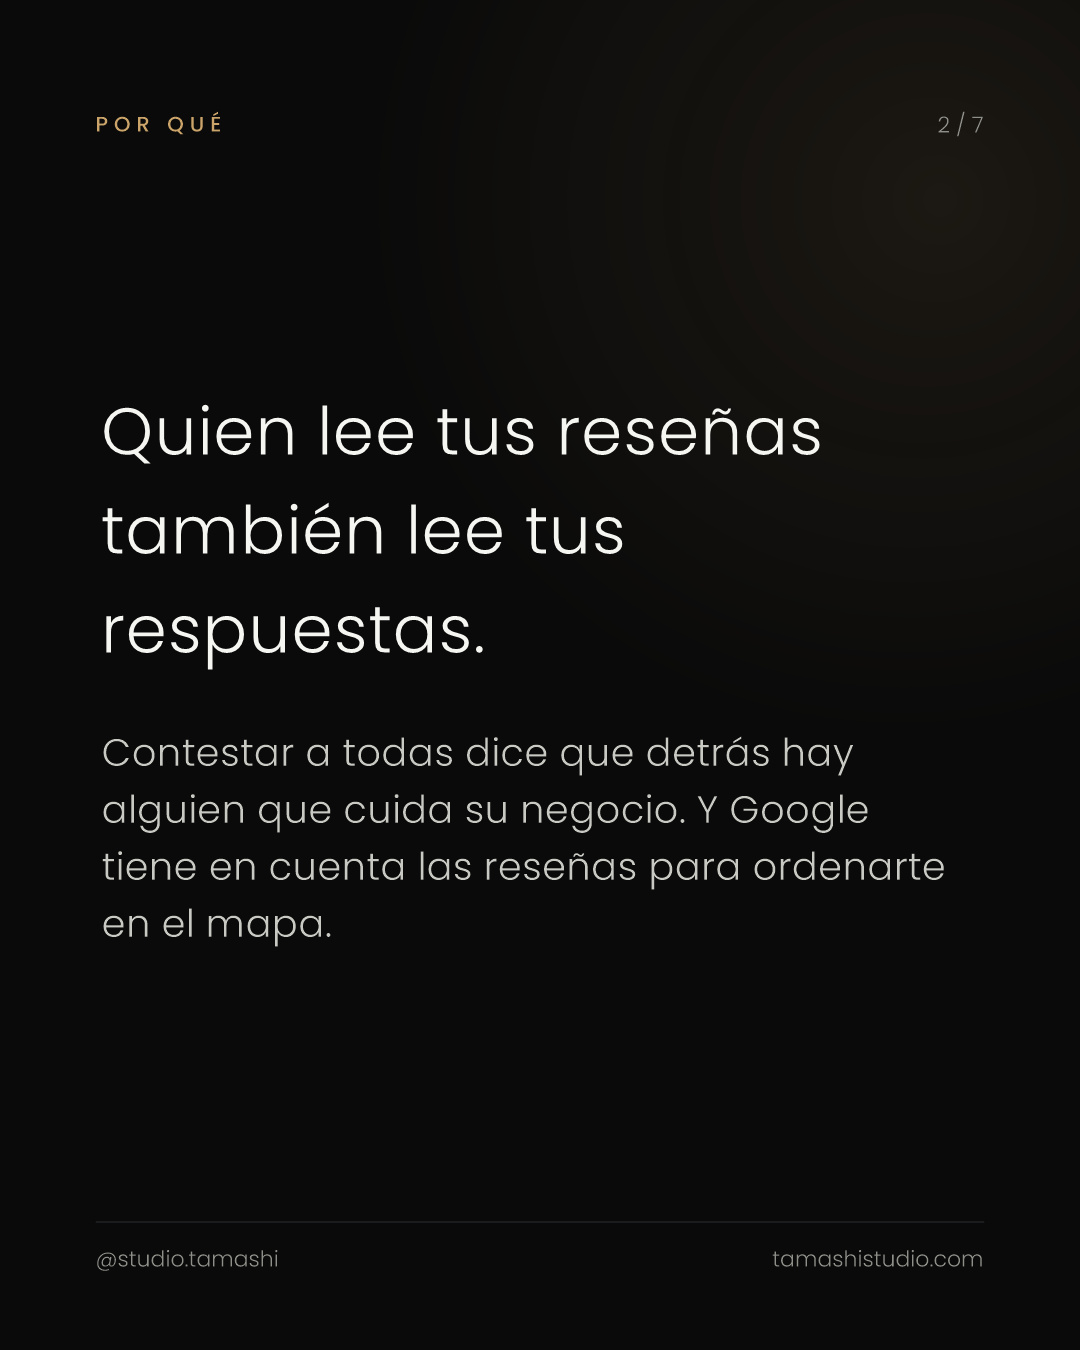 POR QUÉ
2 / 7
Quien lee tus reseñas
también lee tus
respuestas.
Contestar a todas dice que detrás hay
alguien que cuida su negocio. Y Google
tiene en cuenta las reseñas para ordenarte
en el mapa.
@studio.tamashi
tamashistudio.com